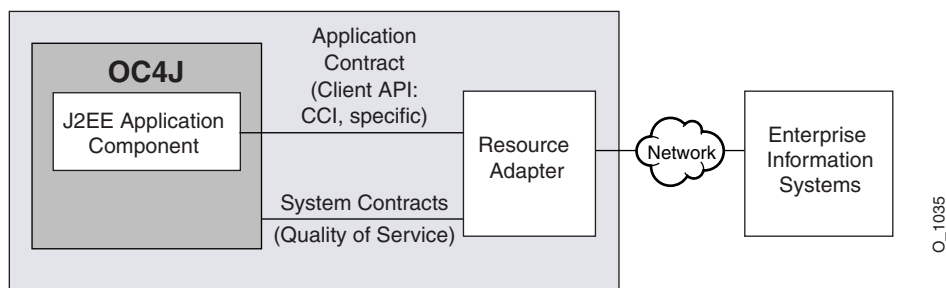 OC4J
J2EE Application
Component
Application
Contract
(Client API:
CCI, specific)
System Contracts
(Quality of Service)
Resource
Adapter
Network
Enterprise
Information
Systems
O_1035